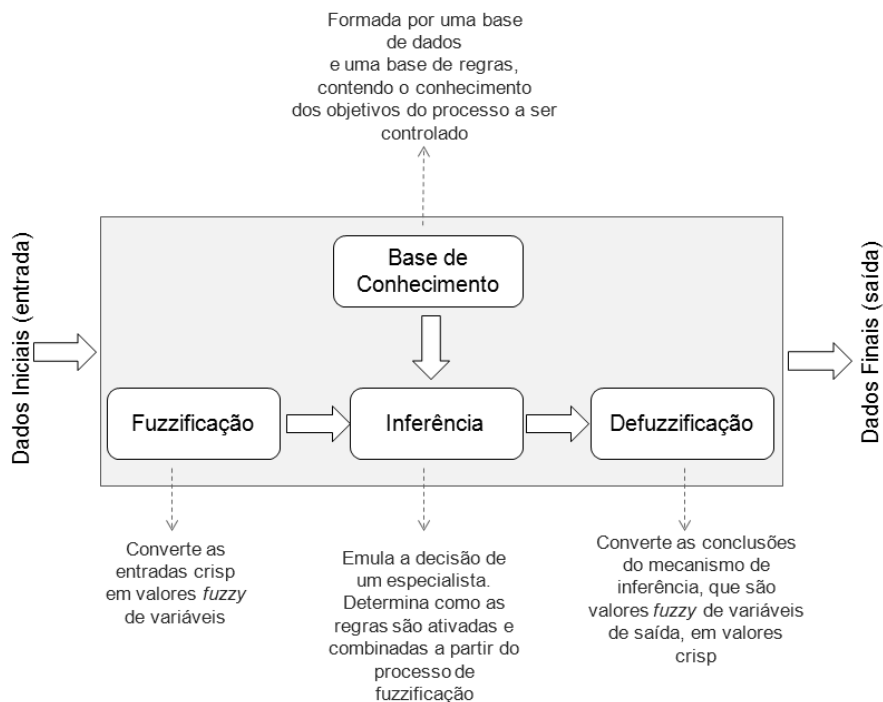 Formada por uma base
de dados
e uma base de regras,
contendo o conhecimento
dos objetivos do processo a ser
controlado
Dados Iniciais (entrada)
Base de
Conhecimento
Fuzzificação
Inferência
Defuzzificação
Dados Finais (saída)
Converte as
entradas crisp
em valores fuzzy
de variáveis
Emula a decisão de
um especialista.
Determina como as
regras são ativadas e
combinadas a partir do
processo de
fuzzificação
Converte as conclusões
do mecanismo de
inferência, que são
valores fuzzy de variáveis
de saída, em valores
crisp